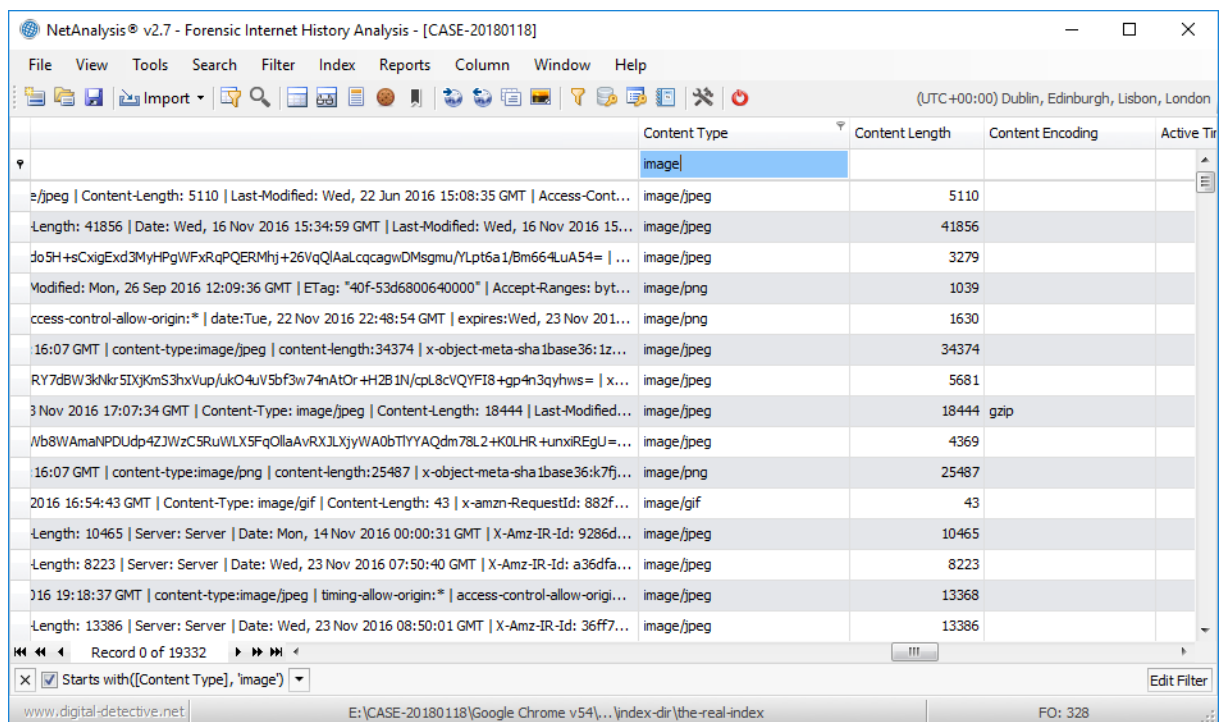 NetAnalysis® v2.7 - Forensic Internet History Analysis - [CASE-20180118]
File View Tools Search Filter Index Reports Column Window Help
Import (UTC+00:00) Dublin, Edinburgh, Lisbon, London
Content Type Content Length Content Encoding Active Tir
image
e/jpeg | Content-Length: 5110 | Last-Modified: Wed, 22 Jun 2016 15:08:35 GMT | Access-Cont... image/jpeg 5110
-Length: 41856 | Date: Wed, 16 Nov 2016 15:34:59 GMT | Last-Modified: Wed, 16 Nov 2016 15... image/jpeg 41856
do5H+sCxigExd3MyHPgWFxRqPQERMhj+26VqQlAaLcqcagwDMsgmu/YLpt6a1/Bm664LuA54= | ... image/jpeg 3279
Modified: Mon, 26 Sep 2016 12:09:36 GMT | ETag: "40f-53d6800640000" | Accept-Ranges: byt... image/png 1039
ccess-control-allow-origin:* | date:Tue, 22 Nov 2016 22:48:54 GMT | expires:Wed, 23 Nov 201... image/png 1630
:16:07 GMT | content-type:image/jpeg | content-length:34374 | x-object-meta-sha1base36:1z... image/jpeg 34374
RY7dBW3kNkr5IXjKmS3hxVup/ukO4uV5bf3w74nAtOr+H2B1N/cpL8cVQYFI8+gp4n3qyhws= | x... image/jpeg 5681
3 Nov 2016 17:07:34 GMT | Content-Type: image/jpeg | Content-Length: 18444 | Last-Modified... image/jpeg 18444 gzip
Wb8WAmaNPDUdp4ZJWzC5RuWLX5FqOllaAvRXJLXjyWA0bTlYYAQdm78L2+K0LHR+unxiREgU=... image/jpeg 4369
:16:07 GMT | content-type:image/png | content-length:25487 | x-object-meta-sha1base36:k7fj... image/png 25487
2016 16:54:43 GMT | Content-Type: image/gif | Content-Length: 43 | x-amzn-RequestId: 882f... image/gif 43
-Length: 10465 | Server: Server | Date: Mon, 14 Nov 2016 00:00:31 GMT | X-Amz-IR-Id: 9286d... image/jpeg 10465
-Length: 8223 | Server: Server | Date: Wed, 23 Nov 2016 07:50:40 GMT | X-Amz-IR-Id: a36dfa... image/jpeg 8223
016 19:18:37 GMT | content-type:image/jpeg | timing-allow-origin:* | access-control-allow-origi... image/jpeg 13368
-Length: 13386 | Server: Server | Date: Wed, 23 Nov 2016 08:50:01 GMT | X-Amz-IR-Id: 36ff7... image/jpeg 13386
Record 0 of 19332
Starts with([Content Type], 'image') Edit Filter
www.digital-detective.net E:\CASE-20180118\Google Chrome v54\...\index-dir\the-real-index FO: 328